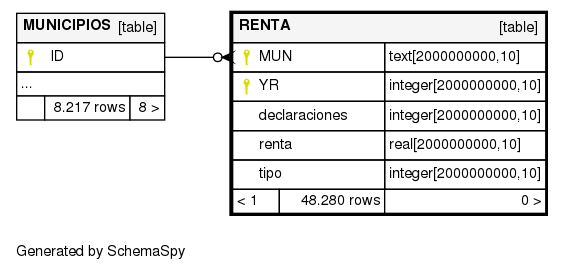 MUNICIPIOS [table]
ID
...
8.217 rows 8 >
RENTA [table]
MUN text[2000000000,10]
YR integer[2000000000,10]
declaraciones integer[2000000000,10]
renta real[2000000000,10]
tipo integer[2000000000,10]
< 1 48.280 rows 0 >
Generated by SchemaSpy